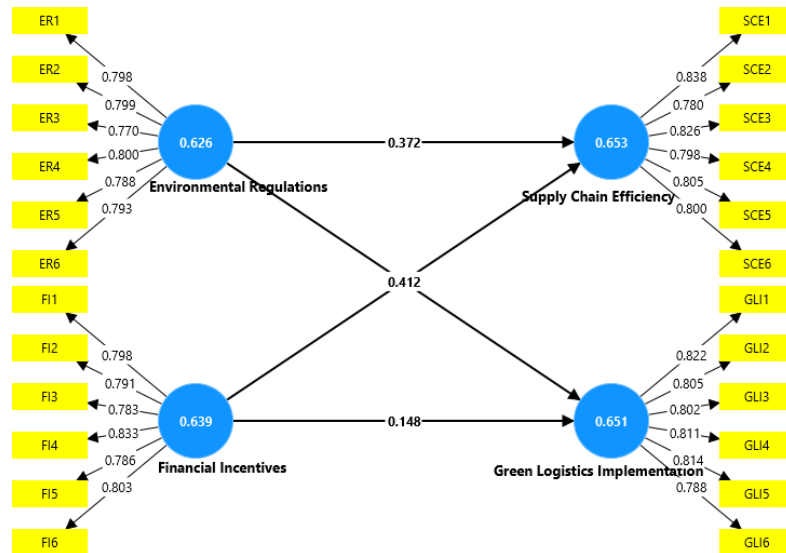 ER1
ER2
ER3
ER4
ER5
ER6
0.798
0.799
0.770
0.800
0.788
0.793
0.626
Environmental Regulations
FI1
FI2
FI3
FI4
FI5
FI6
0.798
0.791
0.783
0.833
0.786
0.803
0.639
Financial Incentives
0.372
0.412
0.148
0.653
Supply Chain Efficiency
0.838
0.780
0.826
0.798
0.805
0.800
SCE1
SCE2
SCE3
SCE4
SCE5
SCE6
0.651
Green Logistics Implementation
0.822
0.805
0.802
0.811
0.814
0.788
GLI1
GLI2
GLI3
GLI4
GLI5
GLI6